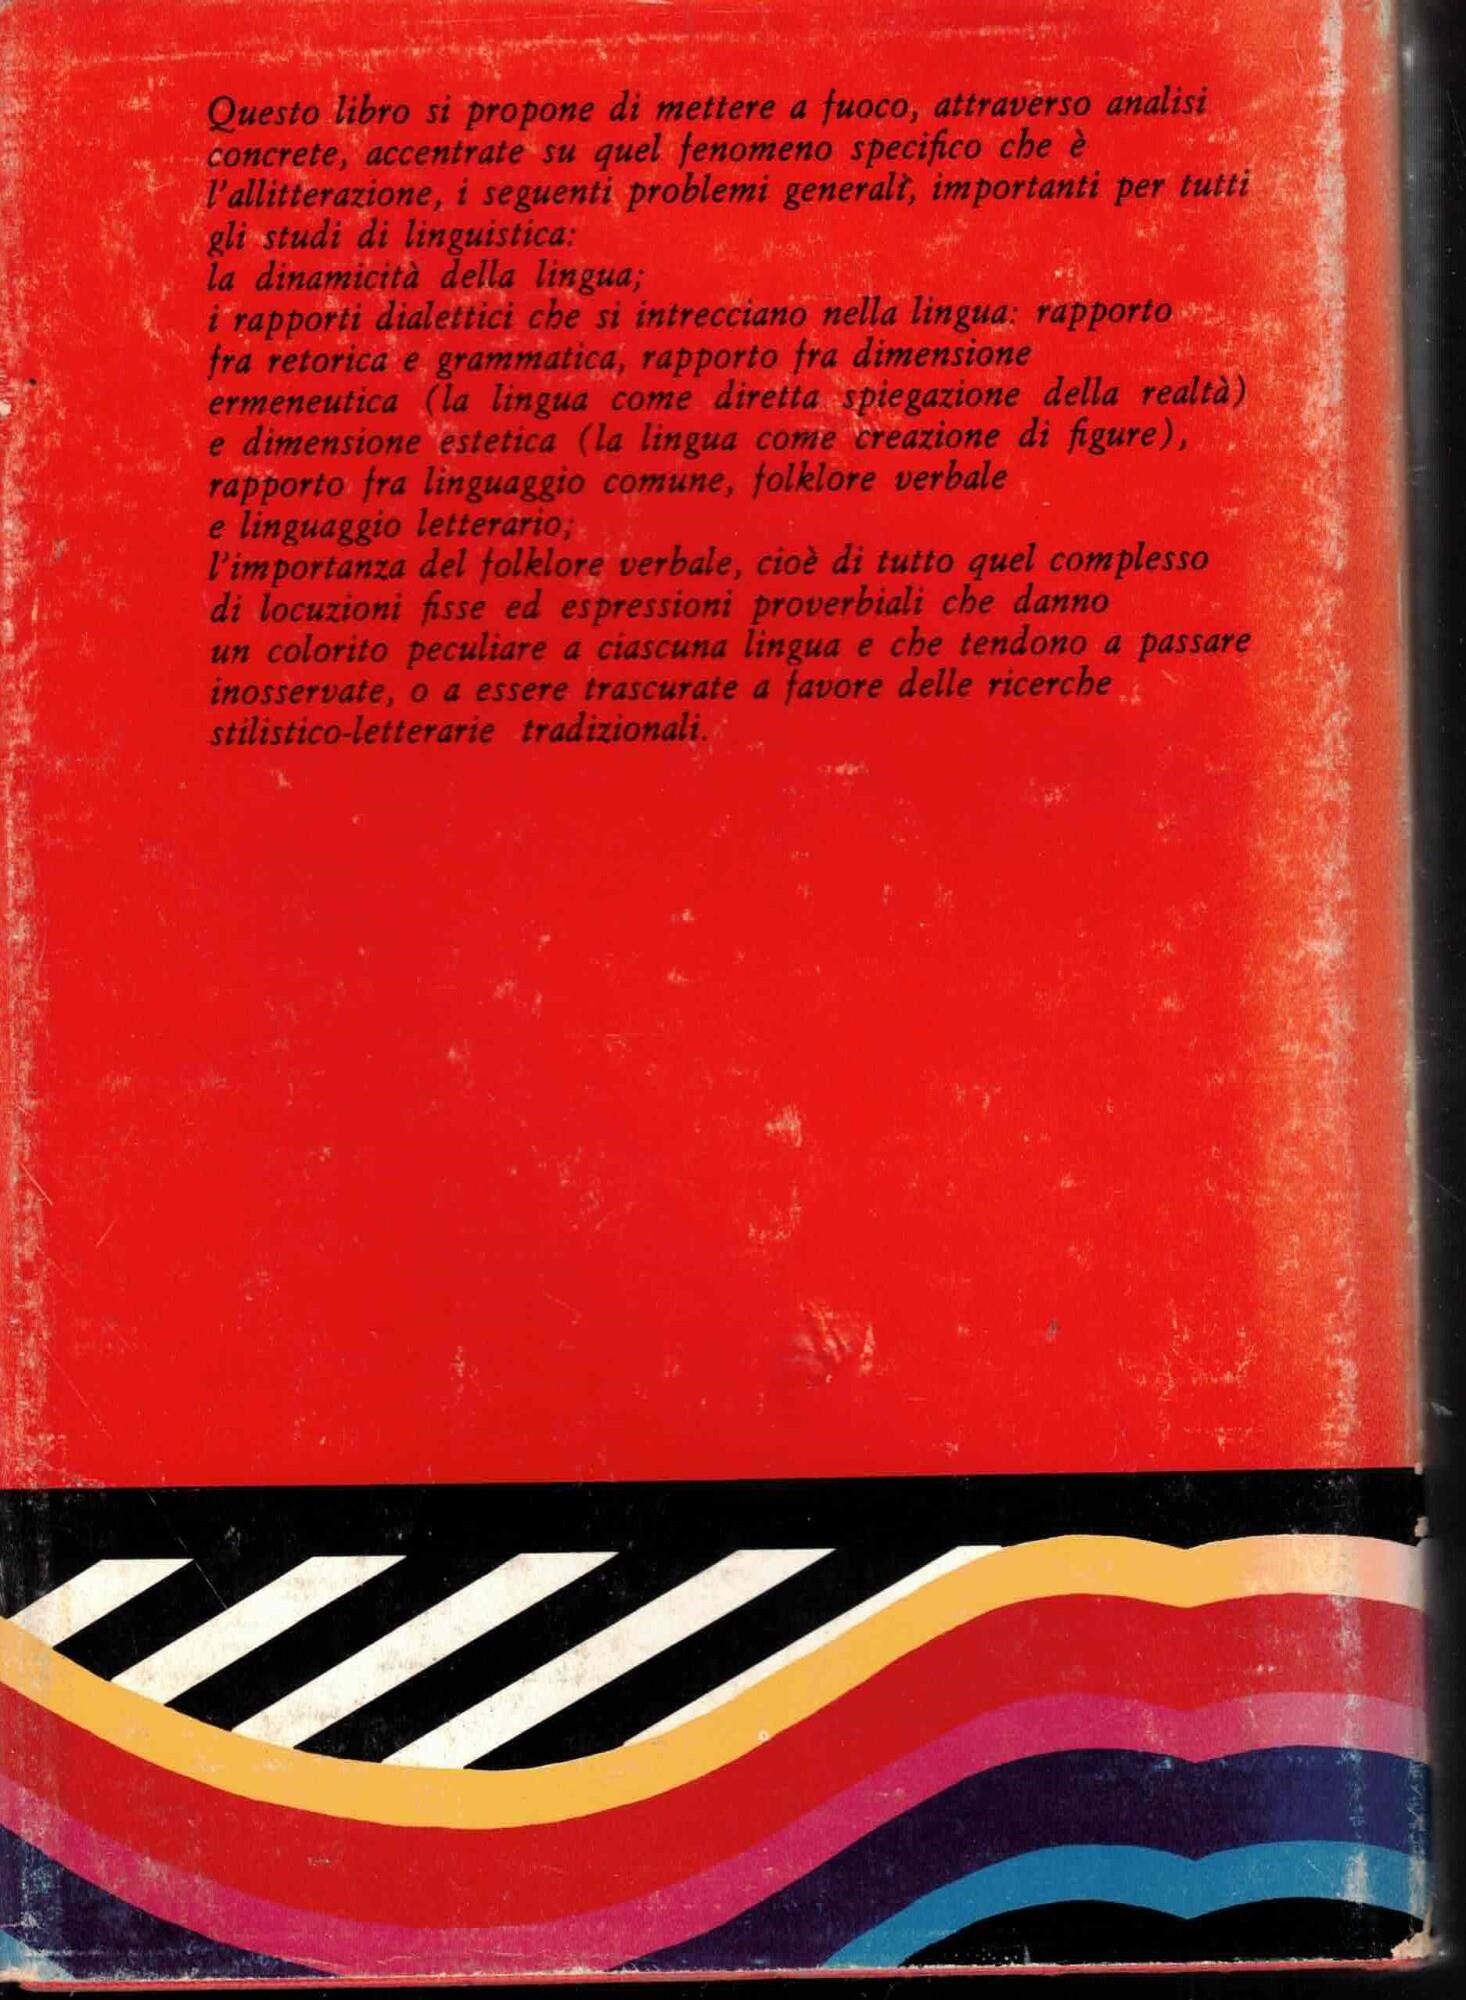 Questo libro si propone di mettere a fuoco, attraverso analisi
concrete, accentrate su quel fenomeno specifico che è
l'allitterazione, i seguenti problemi generali, importanti per tutti
gli studi di linguistica:
la dinamicità della lingua;
i rapporti dialettici che si intrecciano nella lingua: rapporto
fra retorica e grammatica, rapporto fra dimensione
ermeneutica (la lingua come diretta spiegazione della realtà)
e dimensione estetica (la lingua come creazione di figure),
rapporto fra linguaggio comune, folklore verbale
e linguaggio letterario;
l'importanza del folklore verbale, cioè di tutto quel complesso
di locuzioni fisse ed espressioni proverbiali che danno
un colorito peculiare a ciascuna lingua e che tendono a passare
inosservate, o a essere trascurate a favore delle ricerche
stilistico-letterarie tradizionali.